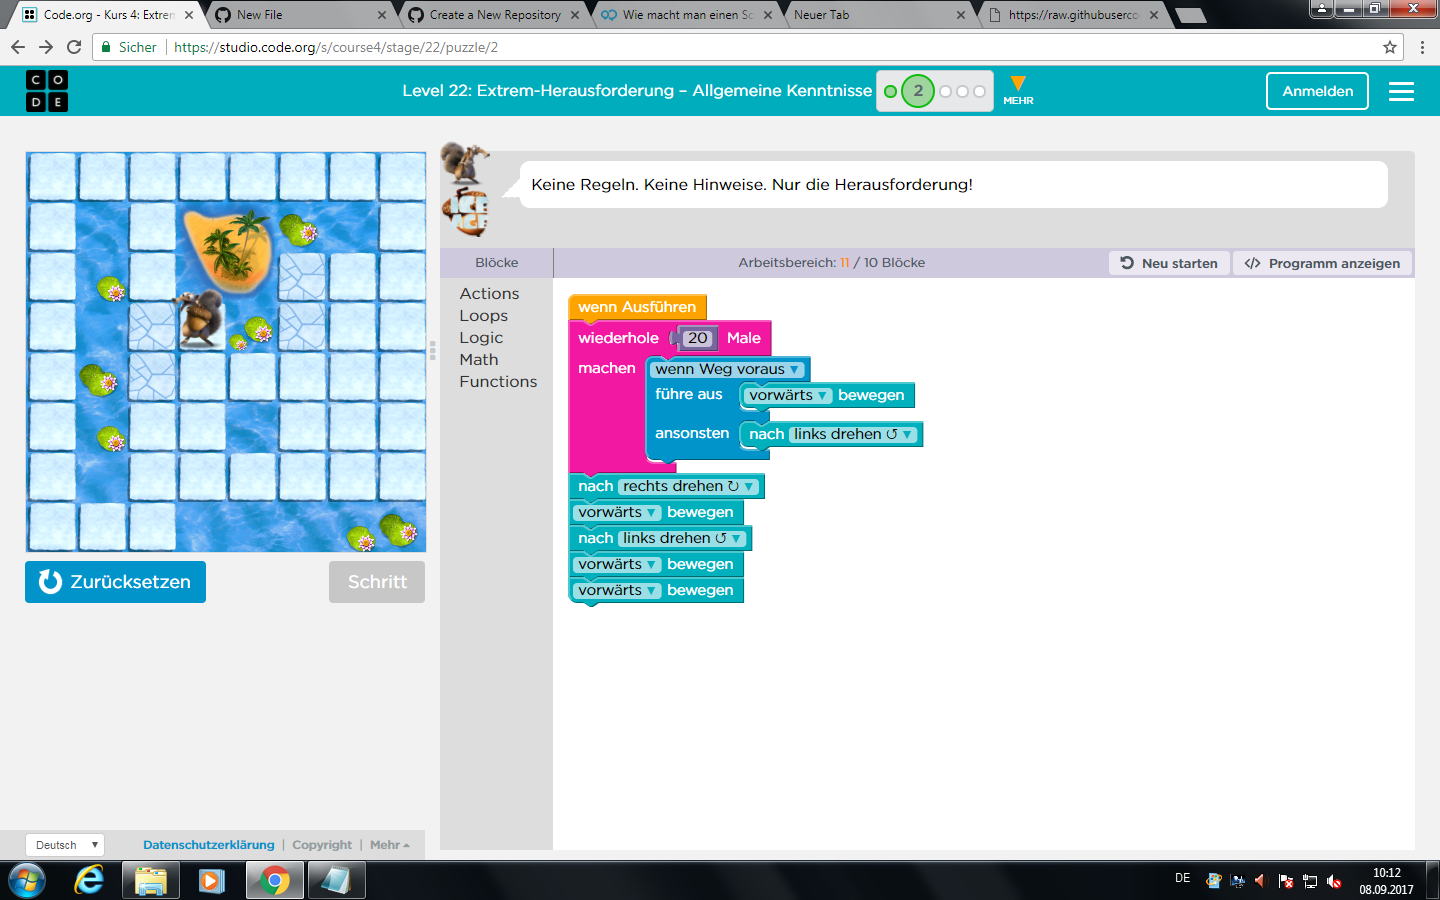 Code.org - Kurs 4: Extrem
New File
Create a New Repository
Wie macht man einen Sc
Neuer Tab
https://raw.githubuserco
Sicher
https://studio.code.org/s/course4/stage/22/puzzle/2
C O
D E
Level 22: Extrem-Herausforderung – Allgemeine Kenntnisse
2
MEHR
Anmelden
Keine Regeln. Keine Hinweise. Nur die Herausforderung!
ICE
AGE
Blöcke
Arbeitsbereich: 11 / 10 Blöcke
Neu starten
</> Programm anzeigen
Actions
Loops
Logic
Math
Functions
wenn Ausführen
wiederhole 20 Male
machen
wenn Weg voraus ▼
führe aus
vorwärts ▼ bewegen
ansonsten
nach links drehen ↺ ▼
nach rechts drehen ↻ ▼
vorwärts ▼ bewegen
nach links drehen ↺ ▼
vorwärts ▼ bewegen
vorwärts ▼ bewegen
Zurücksetzen
Schritt
Deutsch ▼
Datenschutzerklärung | Copyright | Mehr
DE
10:12
08.09.2017